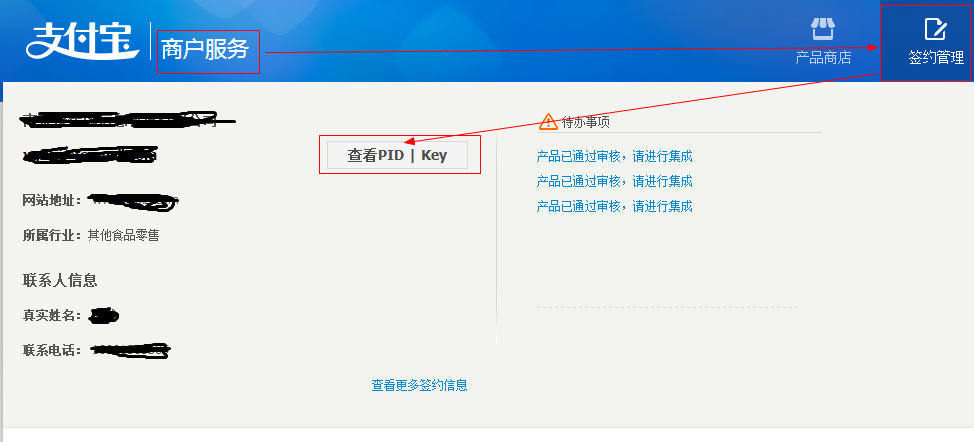 支付宝 商户服务
产品商店
签约管理
查看PID | Key
网站地址：
所属行业：其他食品零售
联系人信息
真实姓名：
联系电话：
查看更多签约信息
待办事项
产品已通过审核，请进行集成
产品已通过审核，请进行集成
产品已通过审核，请进行集成